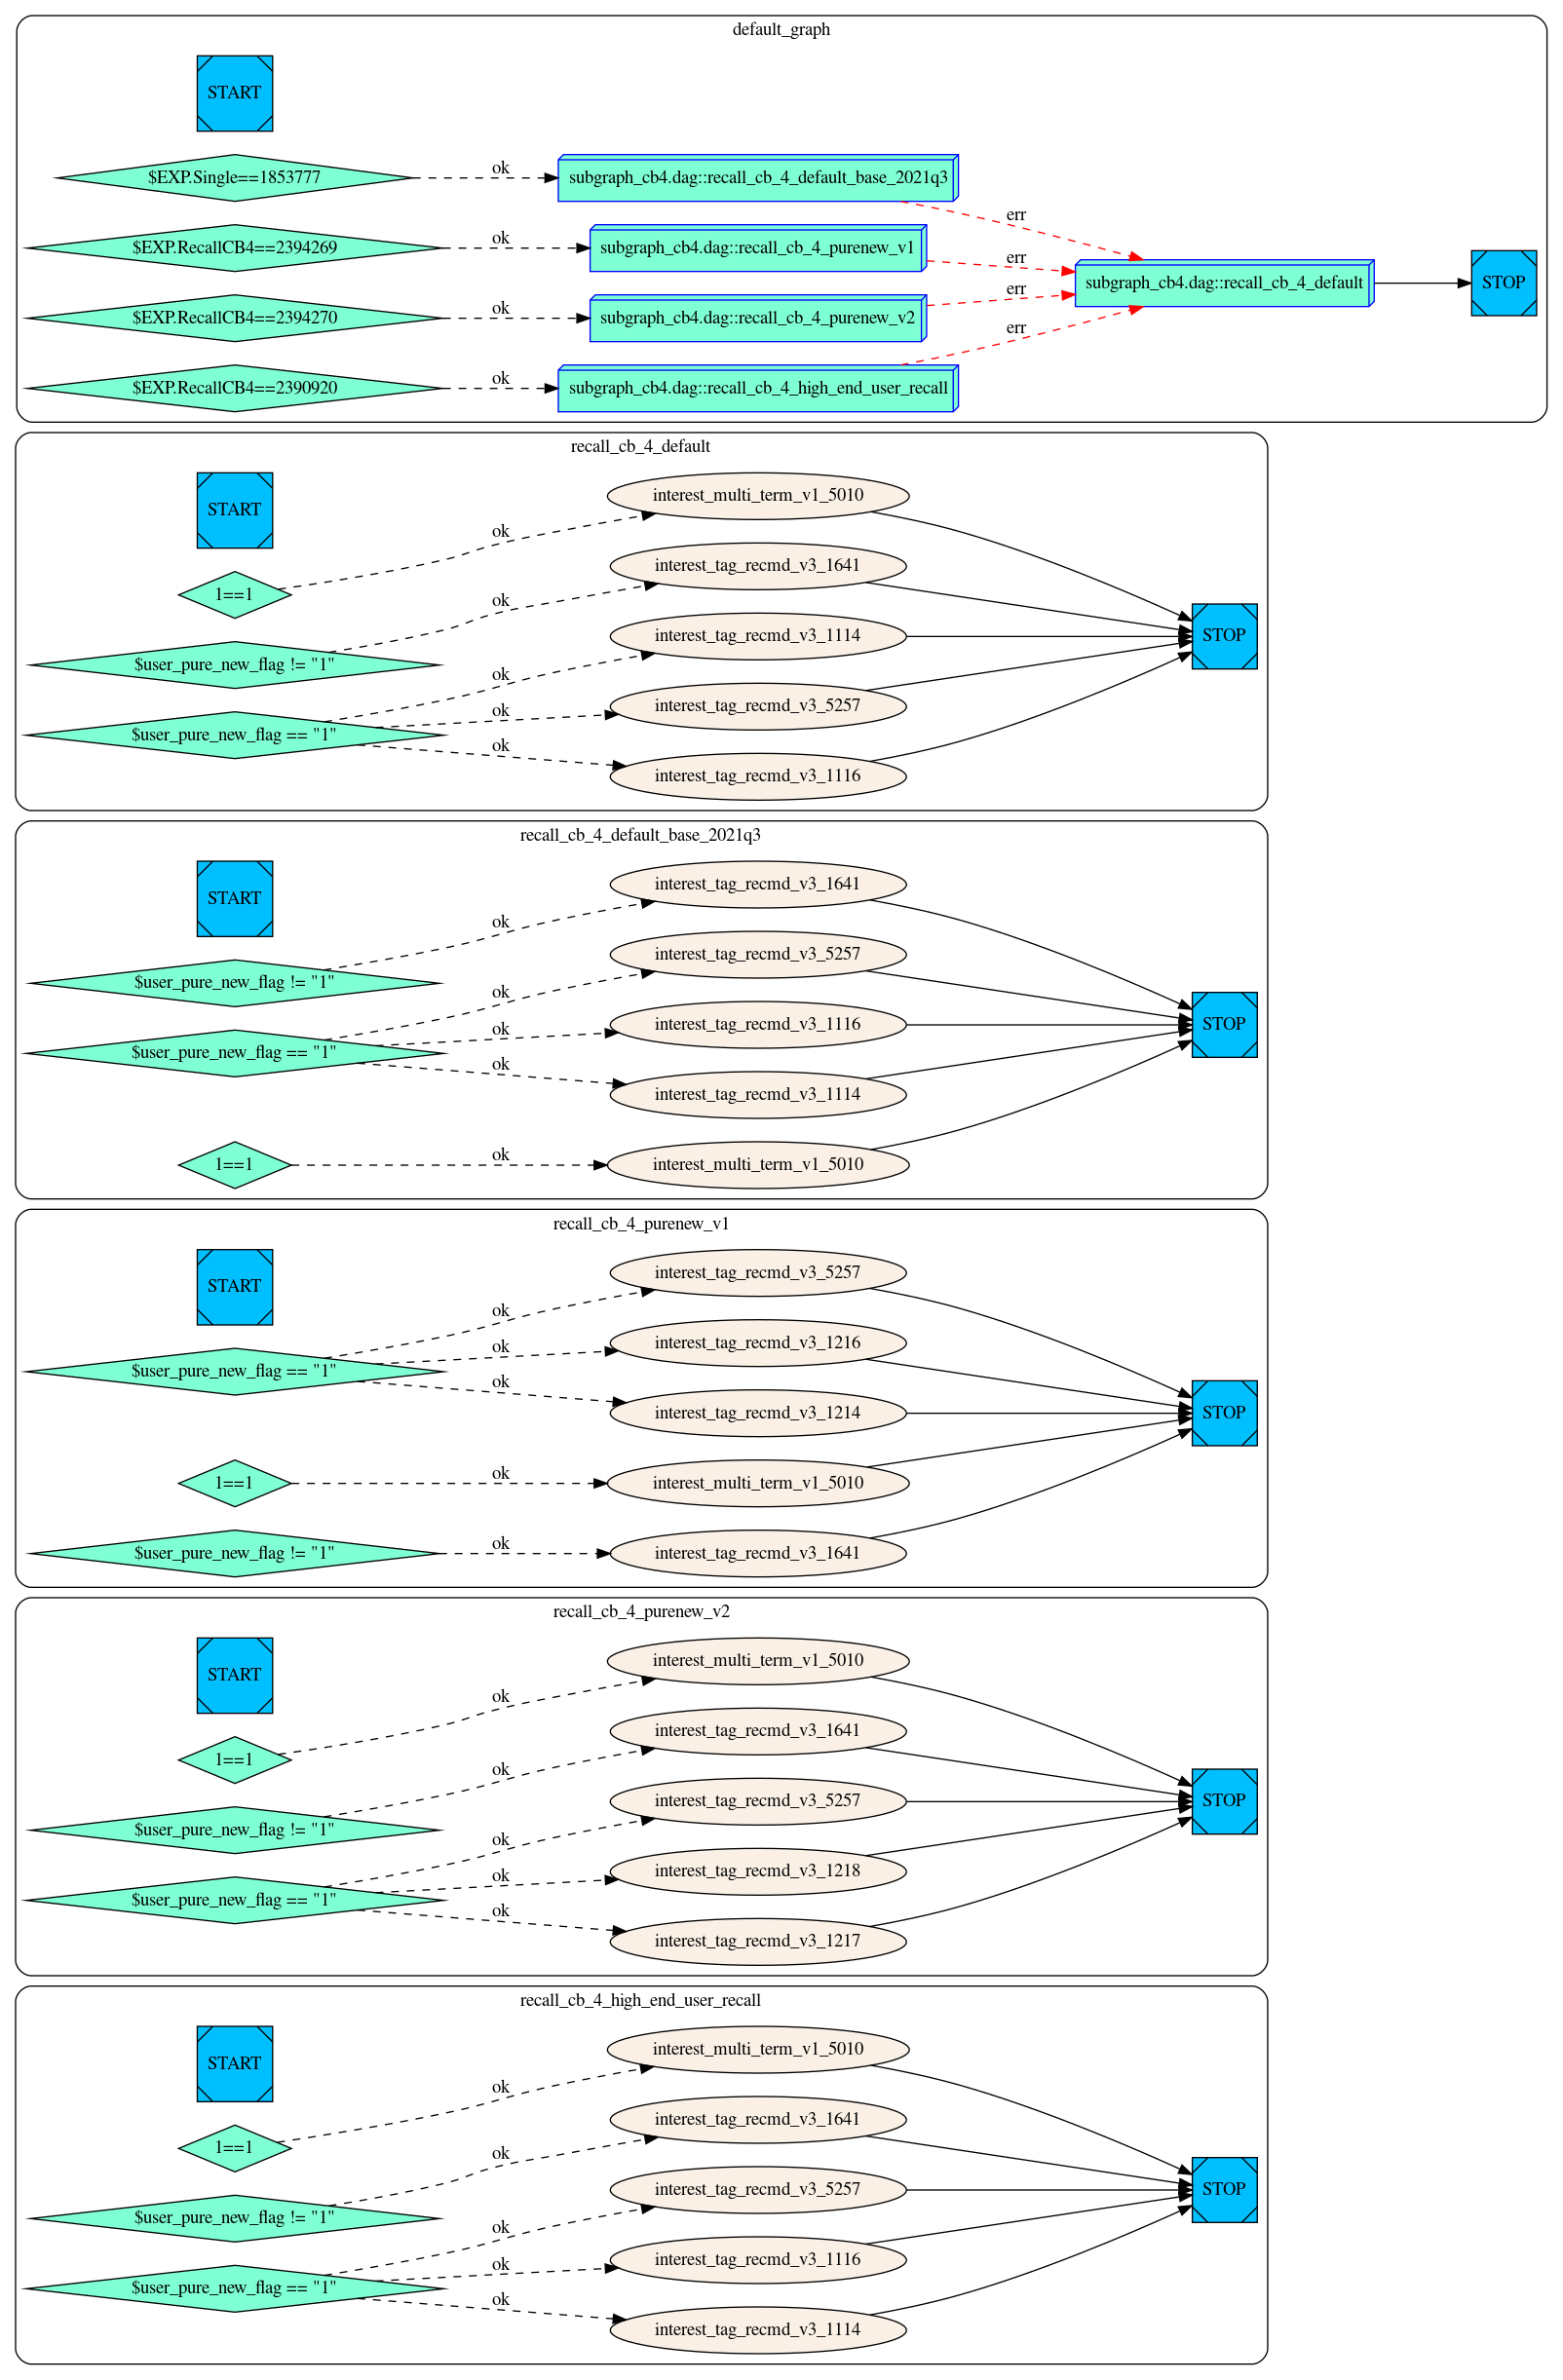 default_graph
START
$EXP.Single==1853777
ok
subgraph_cb4.dag::recall_cb_4_default_base_2021q3
err
$EXP.RecallCB4==2394269
ok
subgraph_cb4.dag::recall_cb_4_purenew_v1
err
subgraph_cb4.dag::recall_cb_4_default
STOP
$EXP.RecallCB4==2394270
ok
subgraph_cb4.dag::recall_cb_4_purenew_v2
err
err
$EXP.RecallCB4==2390920
ok
subgraph_cb4.dag::recall_cb_4_high_end_user_recall
recall_cb_4_default
START
interest_multi_term_v1_5010
ok
interest_tag_recmd_v3_1641
1==1
ok
interest_tag_recmd_v3_1114
STOP
$user_pure_new_flag != "1"
ok
interest_tag_recmd_v3_5257
ok
$user_pure_new_flag == "1"
ok
interest_tag_recmd_v3_1116
recall_cb_4_default_base_2021q3
START
interest_tag_recmd_v3_1641
ok
interest_tag_recmd_v3_5257
$user_pure_new_flag != "1"
ok
interest_tag_recmd_v3_1116
STOP
ok
$user_pure_new_flag == "1"
ok
interest_tag_recmd_v3_1114
1==1
ok
interest_multi_term_v1_5010
recall_cb_4_purenew_v1
START
interest_tag_recmd_v3_5257
ok
interest_tag_recmd_v3_1216
ok
$user_pure_new_flag == "1"
ok
interest_tag_recmd_v3_1214
STOP
1==1
ok
interest_multi_term_v1_5010
$user_pure_new_flag != "1"
ok
interest_tag_recmd_v3_1641
recall_cb_4_purenew_v2
START
interest_multi_term_v1_5010
ok
interest_tag_recmd_v3_1641
1==1
ok
interest_tag_recmd_v3_5257
STOP
$user_pure_new_flag != "1"
ok
interest_tag_recmd_v3_1218
ok
$user_pure_new_flag == "1"
ok
interest_tag_recmd_v3_1217
recall_cb_4_high_end_user_recall
START
interest_multi_term_v1_5010
ok
interest_tag_recmd_v3_1641
1==1
ok
interest_tag_recmd_v3_5257
STOP
$user_pure_new_flag != "1"
ok
interest_tag_recmd_v3_1116
ok
$user_pure_new_flag == "1"
ok
interest_tag_recmd_v3_1114